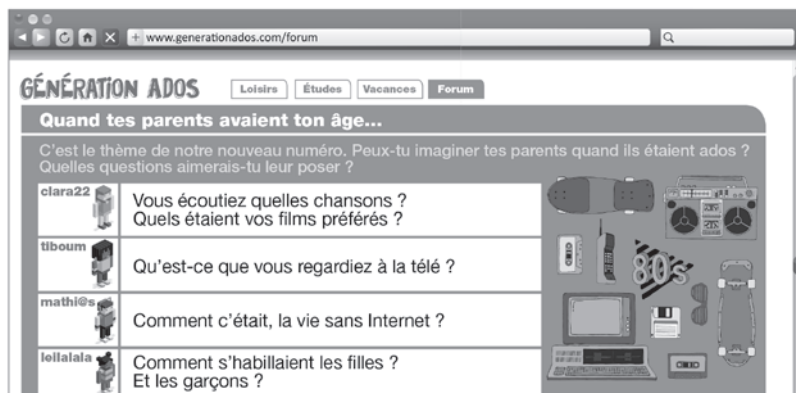 www.generationados.com/forum
GÉNÉRATION ADOS
Loisirs
Études
Vacances
Forum
Quand tes parents avaient ton âge...
C'est le thème de notre nouveau numéro. Peux-tu imaginer tes parents quand ils étaient ados ?
Quelles questions aimerais-tu leur poser ?
clara22
Vous écoutiez quelles chansons ?
Quels étaient vos films préférés ?
tiboum
Qu'est-ce que vous regardiez à la télé ?
mathi@s
Comment c'était, la vie sans Internet ?
leilalala
Comment s'habillaient les filles ?
Et les garçons ?
80s